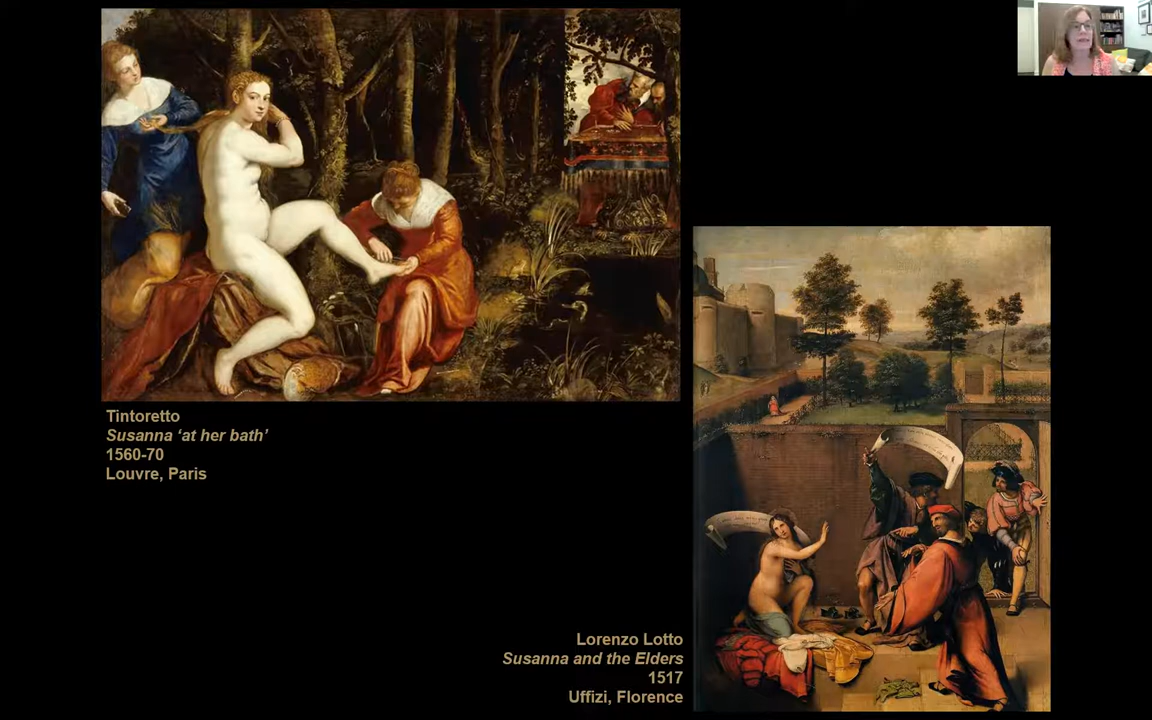 Tintoretto
Susanna ‘at her bath’
1560-70
Louvre, Paris
Lorenzo Lotto
Susanna and the Elders
1517
Uffizi, Florence